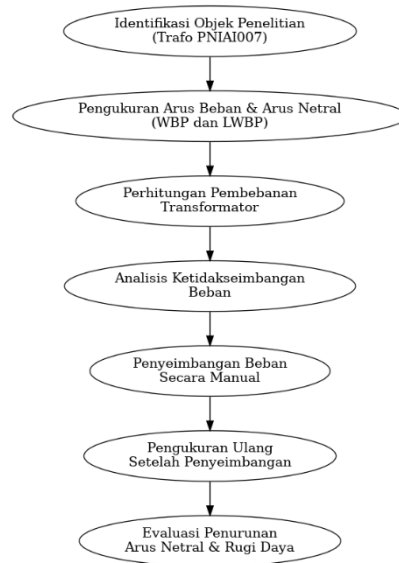 Identifikasi Objek Penelitian
(Trafo PNIAI007)
Pengukuran Arus Beban & Arus Netral
(WBP dan LWBP)
Perhitungan Pembebanan
Transformator
Analisis Ketidakseimbangan
Beban
Penyeimbangan Beban
Secara Manual
Pengukuran Ulang
Setelah Penyeimbangan
Evaluasi Penurunan
Arus Netral & Rugi Daya